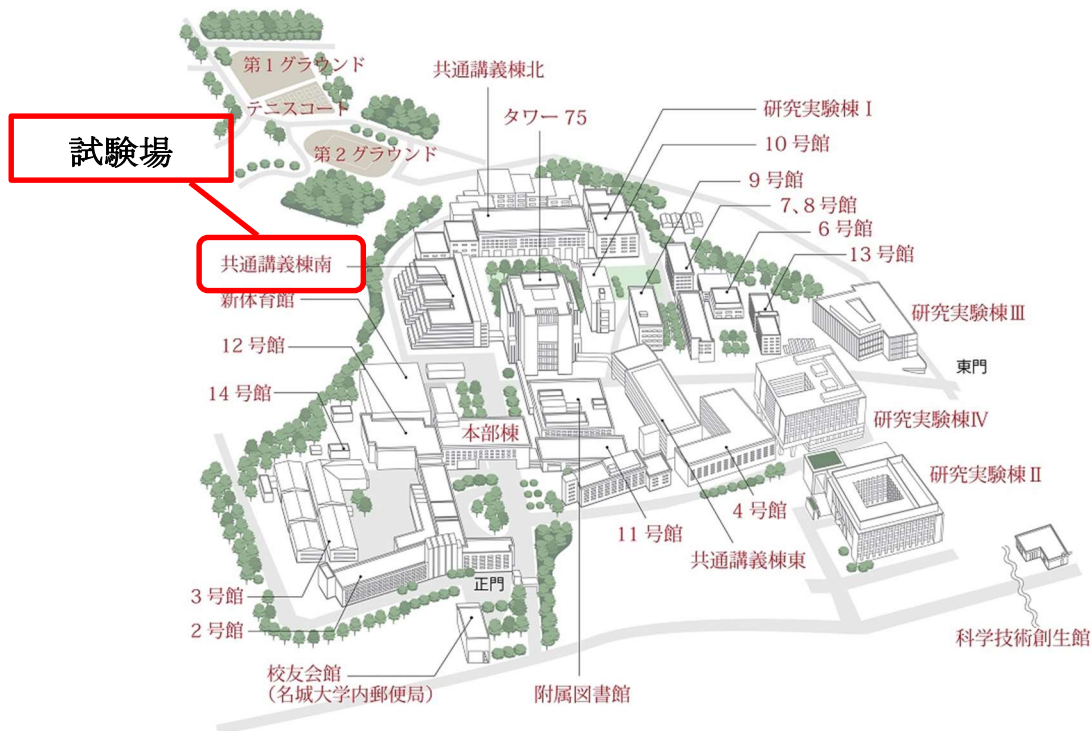 第1グラウンド
テニスコート
第2グラウンド
試験場
共通講義棟北
タワー75
研究実験棟Ⅰ
10号館
9号館
7、8号館
6号館
13号館
共通講義棟南
新体育館
12号館
14号館
研究実験棟Ⅲ
東門
本部棟
研究実験棟Ⅳ
研究実験棟Ⅱ
4号館
11号館
共通講義棟東
正門
3号館
2号館
科学技術創生館
校友会館
(名城大学内郵便局)
附属図書館